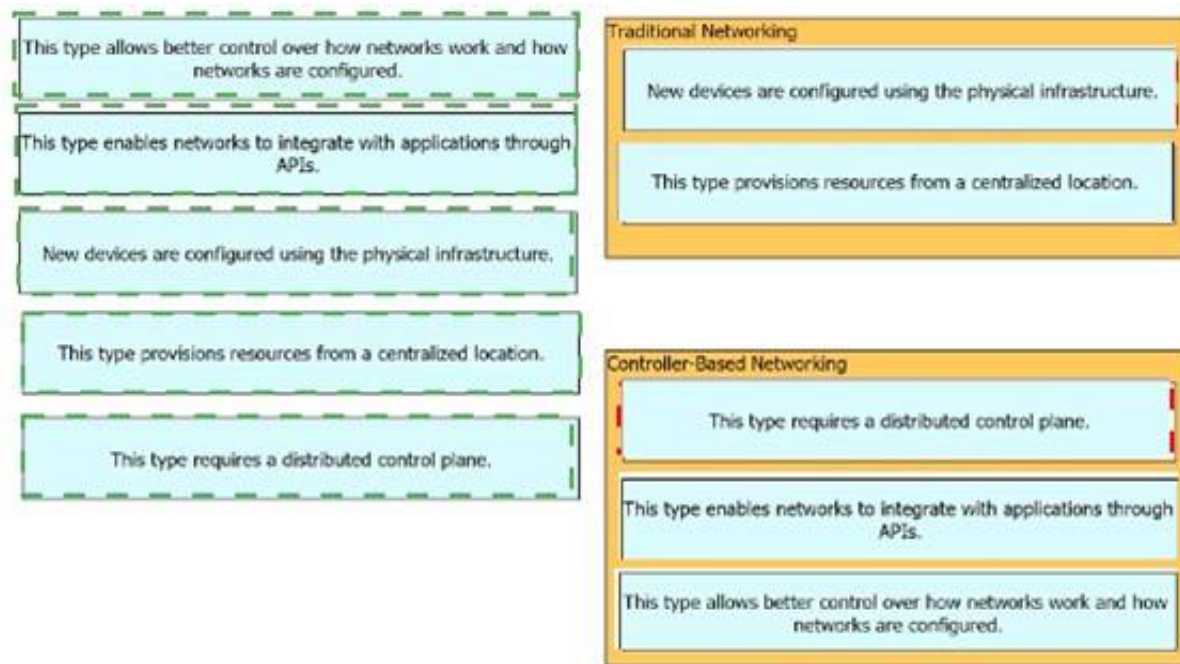 This type allows better control over how networks work and how
networks are configured.
This type enables networks to integrate with applications through
APIs.
New devices are configured using the physical infrastructure.
This type provisions resources from a centralized location.
This type requires a distributed control plane.
Traditional Networking
New devices are configured using the physical infrastructure.
This type provisions resources from a centralized location.
Controller-Based Networking
This type requires a distributed control plane.
This type enables networks to integrate with applications through
APIs.
This type allows better control over how networks work and how
networks are configured.